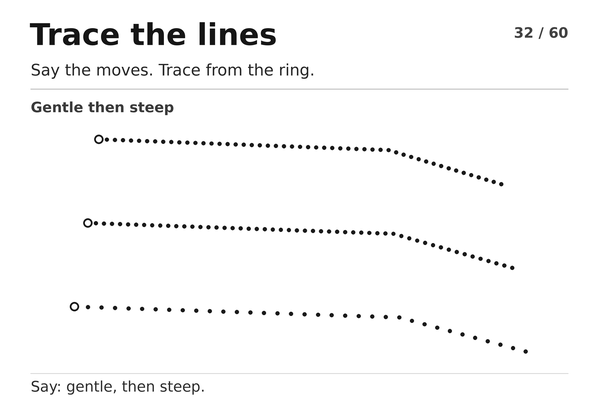 Trace the lines
32 / 60
Say the moves. Trace from the ring.
Gentle then steep
Say: gentle, then steep.